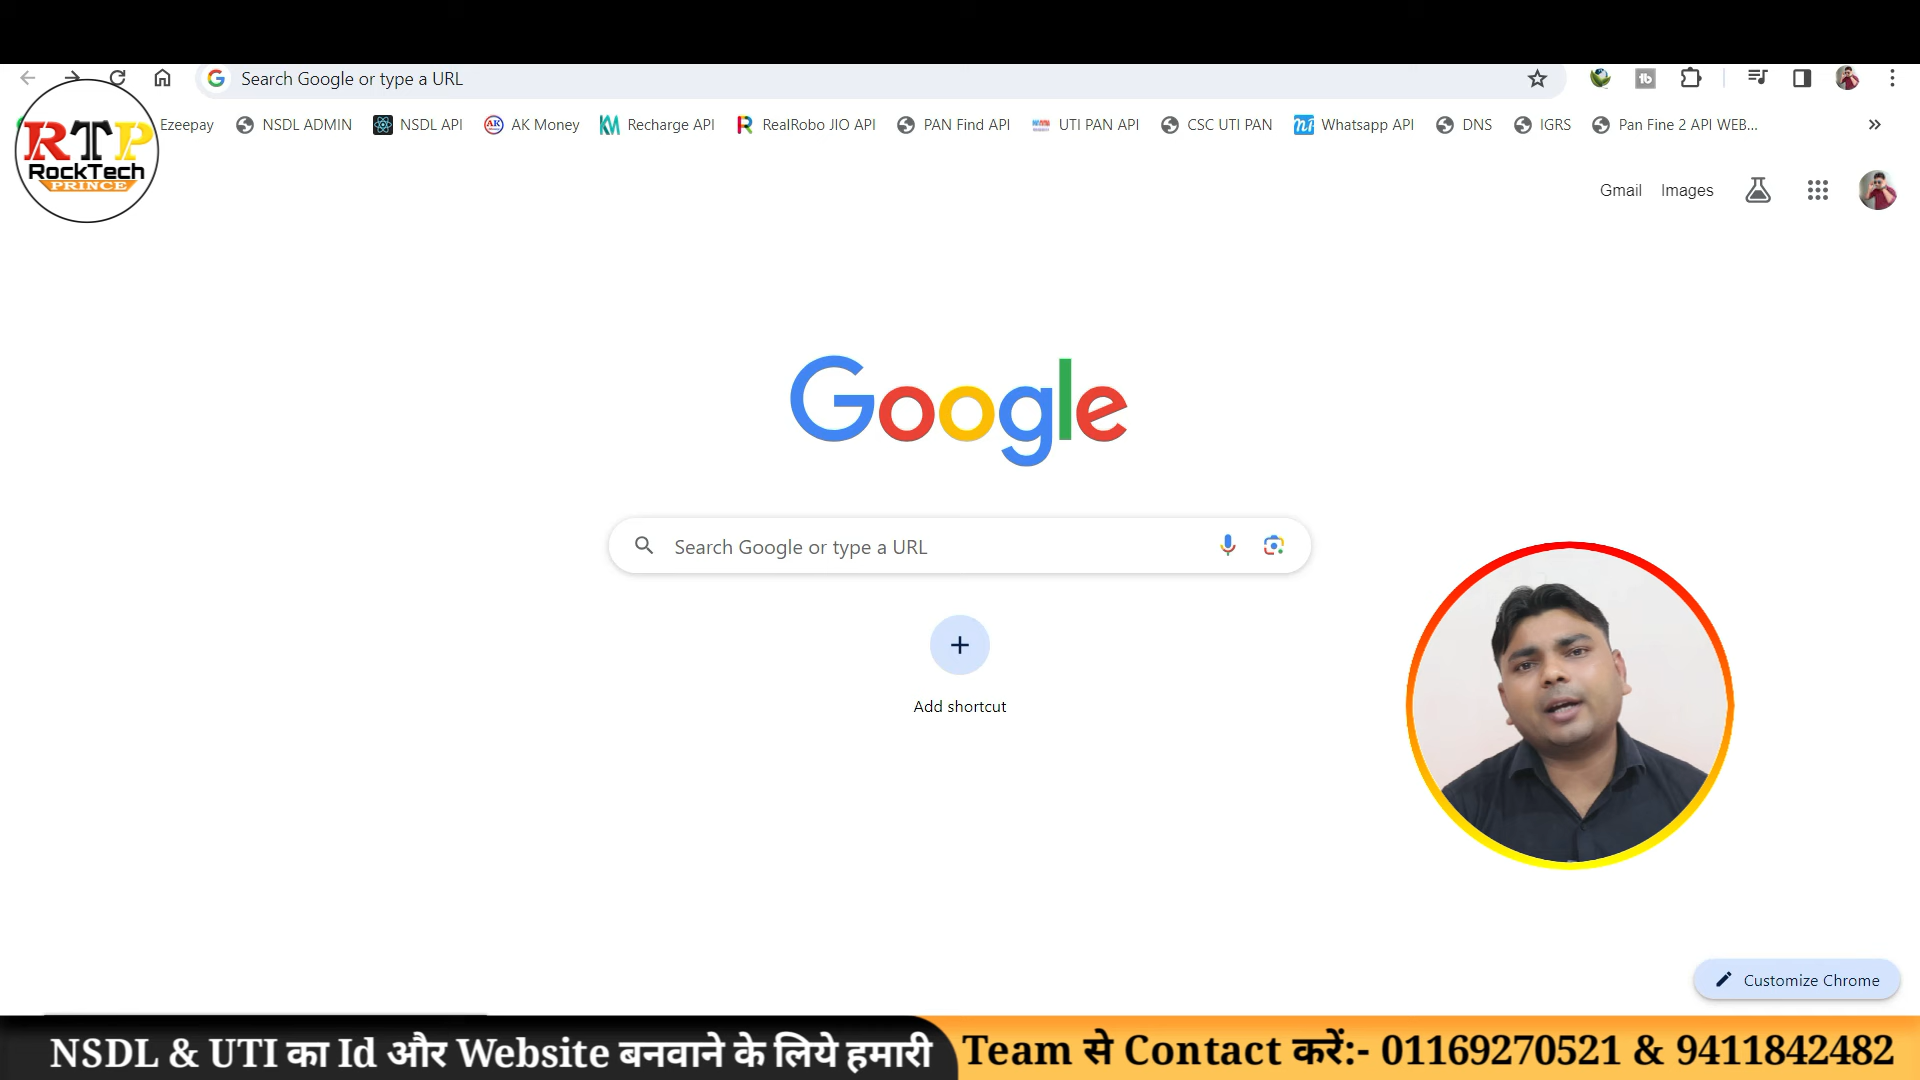 Search Google or type a URL
RTP
RockTech
PRINCE
Ezeepay NSDL ADMIN NSDL API AK Money Recharge API RealRobo JIO API PAN Find API UTI PAN API CSC UTI PAN Whatsapp API DNS IGRS Pan Fine 2 API WEB...
Gmail Images
Google
Search Google or type a URL
Add shortcut
Customize Chrome
NSDL & UTI का Id और Website बनवाने के लिये हमारी Team से Contact करें:- 01169270521 & 9411842482